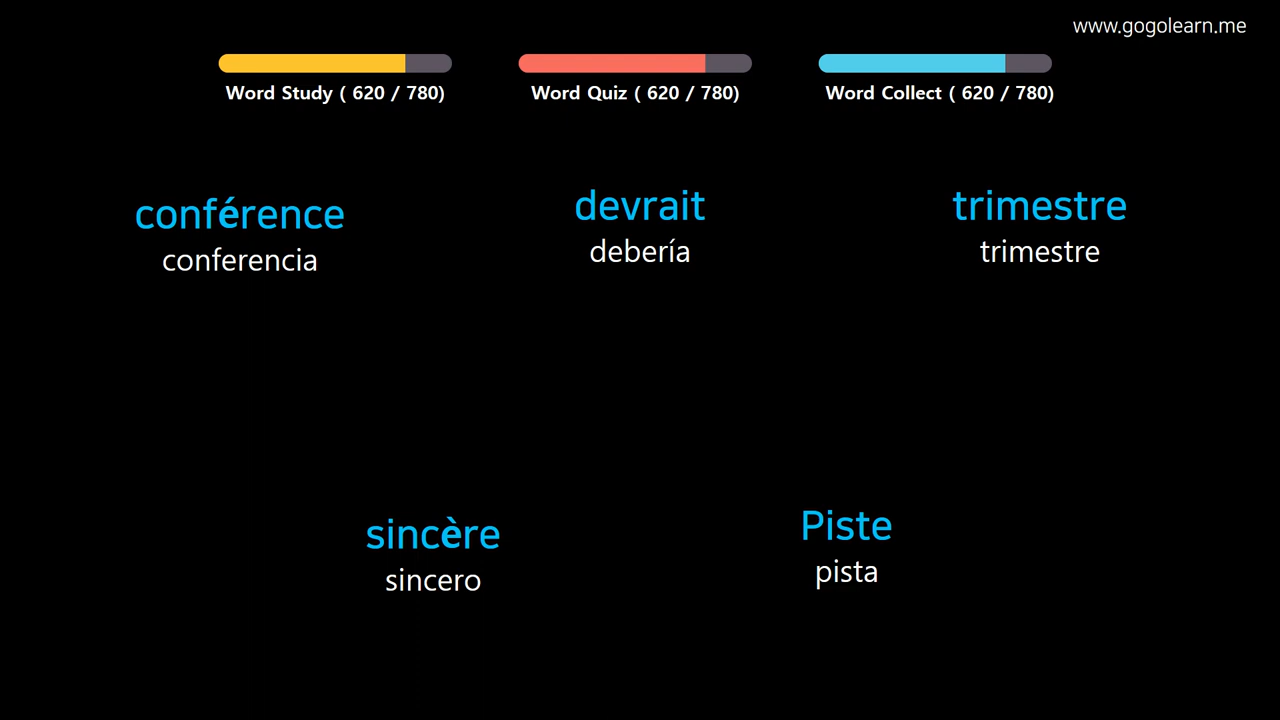 www.gogolearn.me
Word Study ( 620 / 780)
Word Quiz ( 620 / 780)
Word Collect ( 620 / 780)
conférence
conferencia
devrait
debería
trimestre
trimestre
sincère
sincero
Piste
pista